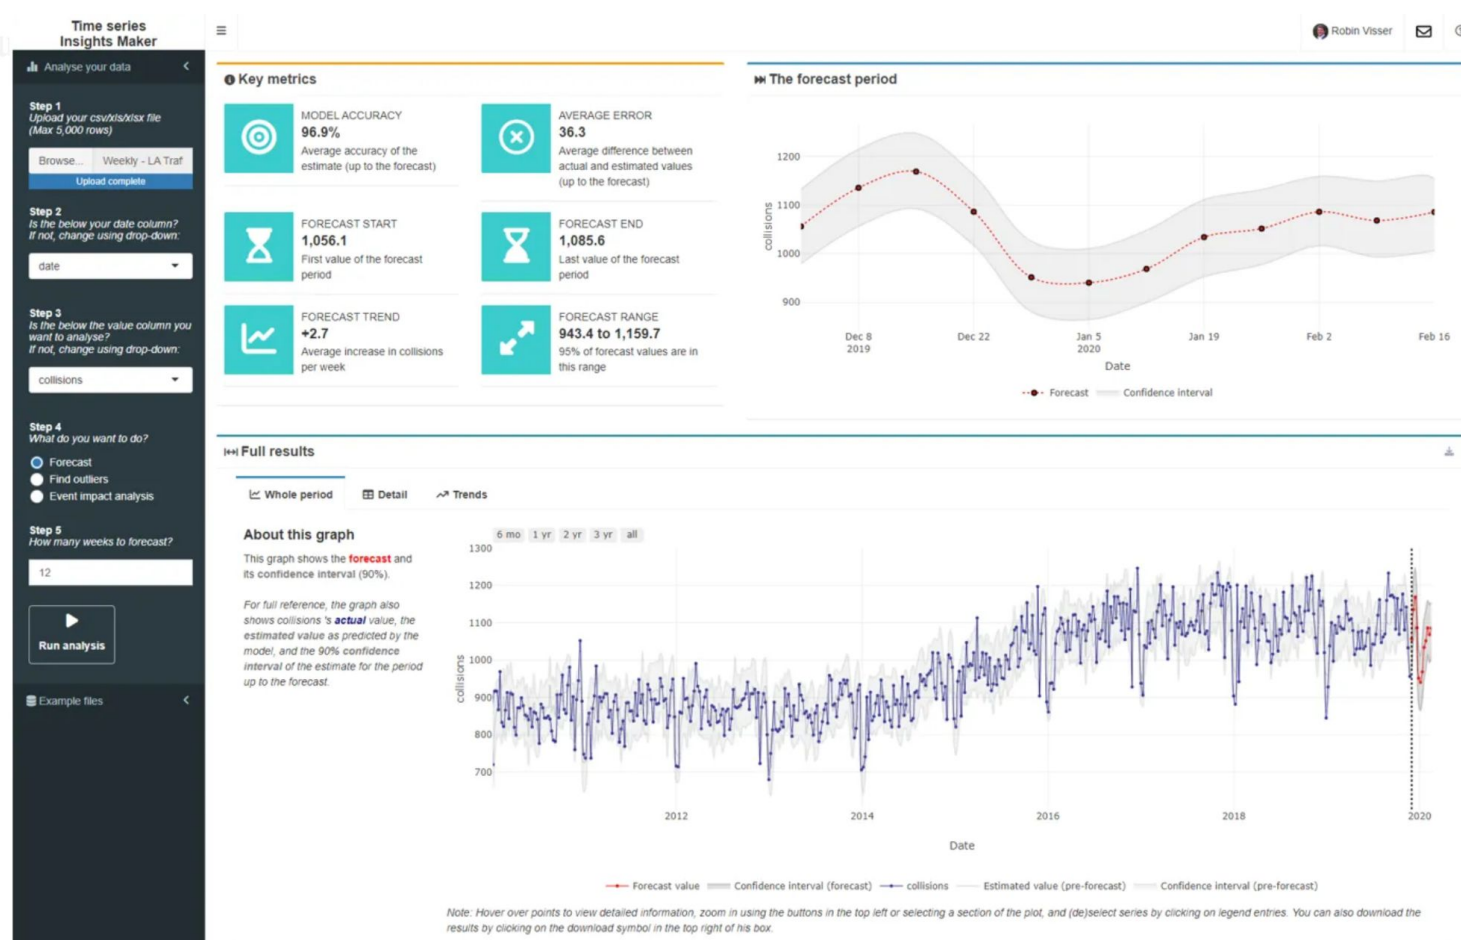 Time series
Insights Maker
Robin Visser
Analyse your data
Step 1
Upload your csv/xls/xlsx file
(Max 5,000 rows)
Browse...
Weekly - LA Traf
Upload complete
Step 2
Is the below your date column?
If not, change using drop-down:
date
Step 3
Is the below the value column you
want to analyse?
If not, change using drop-down:
collisions
Step 4
What do you want to do?
Forecast
Find outliers
Event impact analysis
Step 5
How many weeks to forecast?
12
Run analysis
Example files
Key metrics
MODEL ACCURACY
96.9%
Average accuracy of the
estimate (up to the forecast)
AVERAGE ERROR
36.3
Average difference between
actual and estimated values
(up to the forecast)
FORECAST START
1,056.1
First value of the forecast
period
FORECAST END
1,085.6
Last value of the forecast
period
FORECAST TREND
+2.7
Average increase in collisions
per week
FORECAST RANGE
943.4 to 1,159.7
95% of forecast values are in
this range
The forecast period
1200
1100
1000
900
collisions
Dec 8
2019
Dec 22
Jan 5
2020
Jan 19
Feb 2
Feb 16
Date
Forecast
Confidence interval
Full results
Whole period
Detail
Trends
About this graph
This graph shows the forecast and
its confidence interval (90%).
For full reference, the graph also
shows collisions 's actual value, the
estimated value as predicted by the
model, and the 90% confidence
interval of the estimate for the period
up to the forecast.
6 mo 1 yr 2 yr 3 yr all
1300
1200
1100
1000
900
800
700
collisions
2012
2014
2016
2018
2020
Date
Forecast value
Confidence interval (forecast)
collisions
Estimated value (pre-forecast)
Confidence interval (pre-forecast)
Note: Hover over points to view detailed information, zoom in using the buttons in the top left or selecting a section of the plot, and (de)select series by clicking on legend entries. You can also download the
results by clicking on the download symbol in the top right of his box.